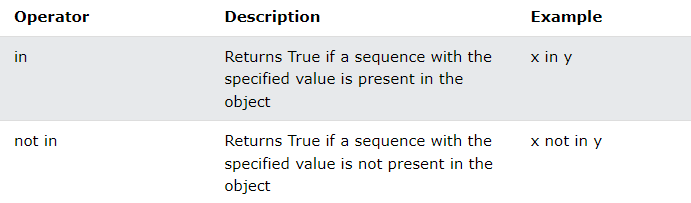 Operator Description Example
in Returns True if a sequence with the x in y
specified value is present in the
object
not in Returns True if a sequence with the x not in y
specified value is not present in the
object